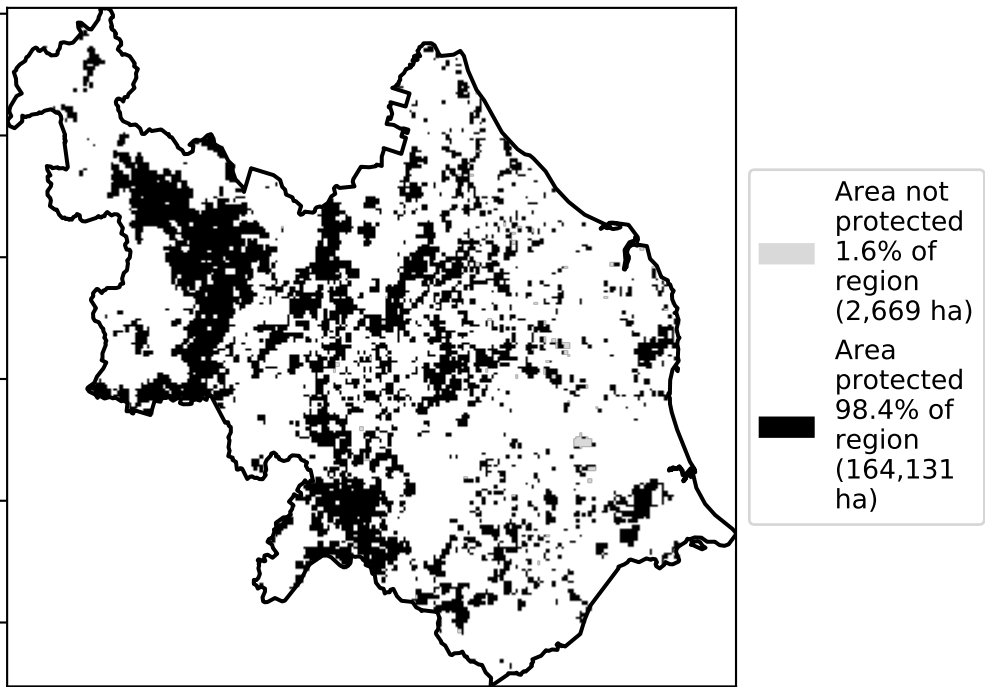 Area not
protected
1.6% of
region
(2,669 ha)
Area
protected
98.4% of
region
(164,131
ha)